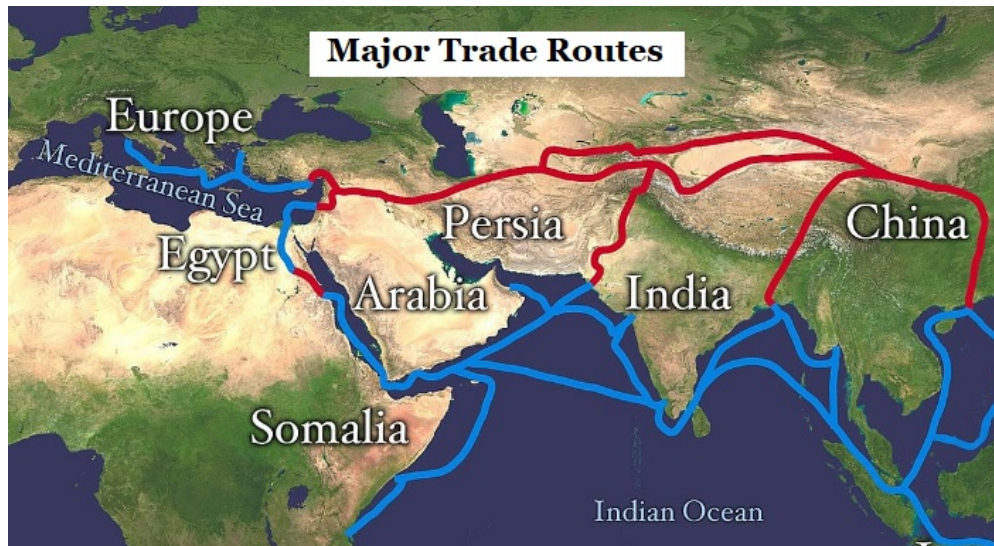 Major Trade Routes
Europe
Mediterranean Sea
Egypt
Persia
China
Arabia
India
Somalia
Indian Ocean